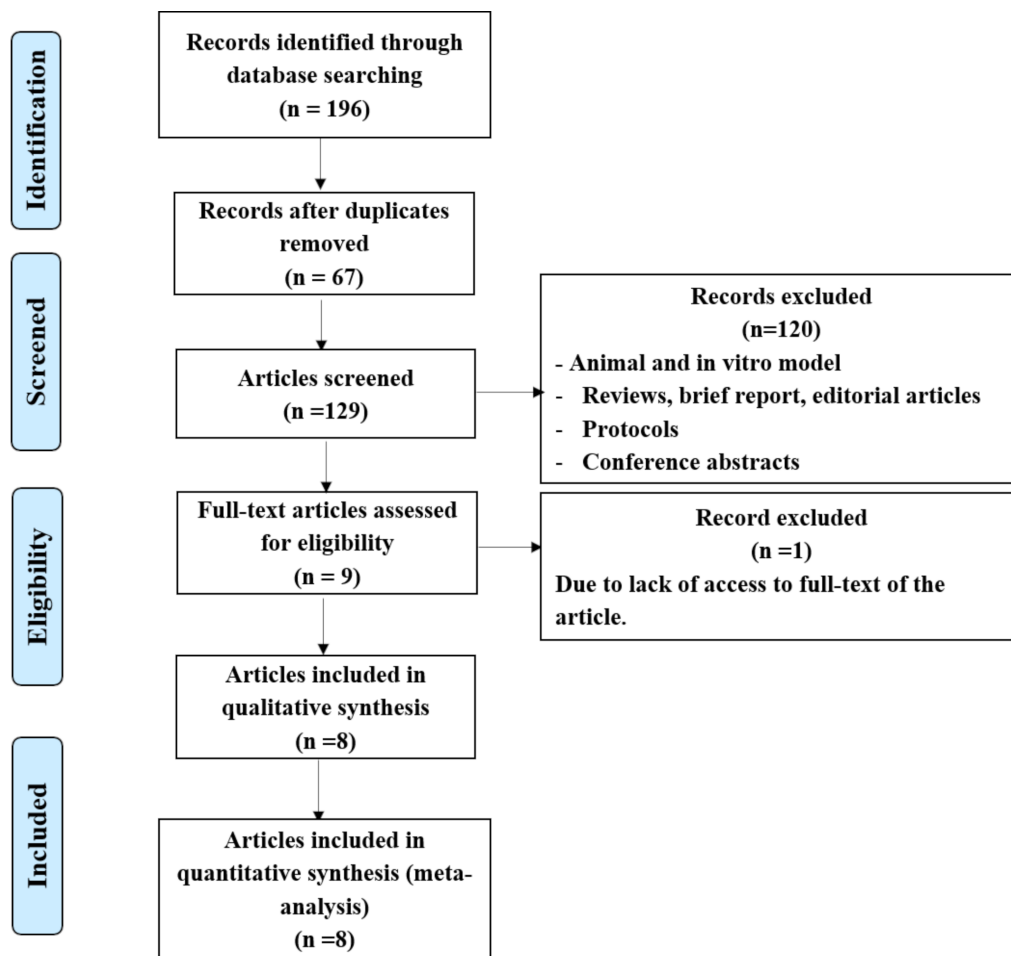 Identification
Records identified through
database searching
(n = 196)
Records after duplicates
removed
(n = 67)
Screened
Articles screened
(n =129)
Records excluded
(n=120)
- Animal and in vitro model
- Reviews, brief report, editorial articles
- Protocols
- Conference abstracts
Eligibility
Full-text articles assessed
for eligibility
(n = 9)
Record excluded
(n =1)
Due to lack of access to full-text of the
article.
Articles included in
qualitative synthesis
(n =8)
Included
Articles included in
quantitative synthesis (meta-
analysis)
(n =8)